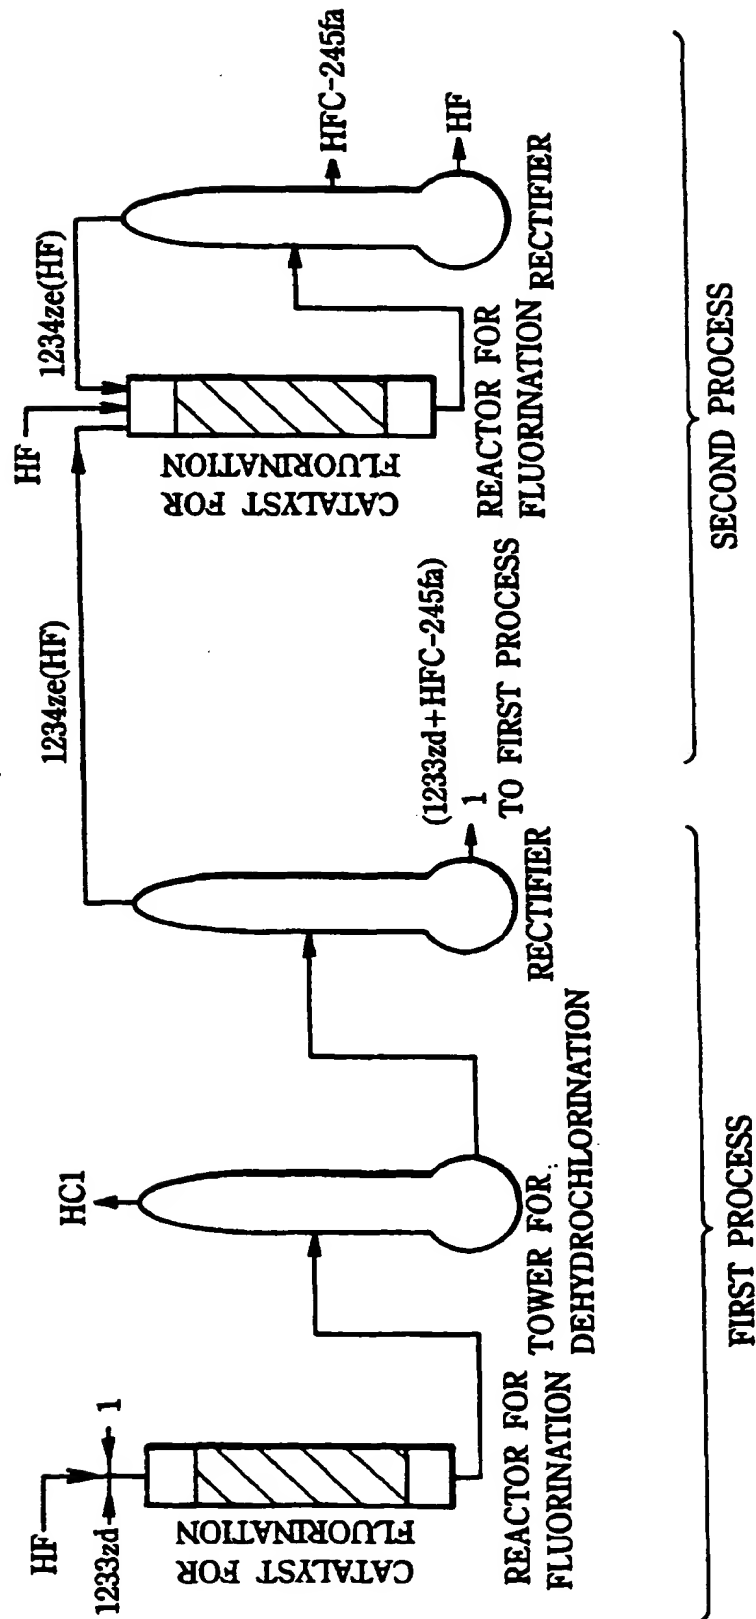 HF
1233zd
1
CATALYST FOR
FLUORINATION
REACTOR FOR
FLUORINATION
HCl
TOWER FOR
DEHYDROCHLORINATION
RECTIFIER
(1233zd+HFC-245fa)
1
TO FIRST PROCESS
1234ze(HF)
FIRST PROCESS
HF
1234ze(HF)
CATALYST FOR
FLUORINATION
REACTOR FOR
FLUORINATION
RECTIFIER
HFC-245fa
HF
SECOND PROCESS